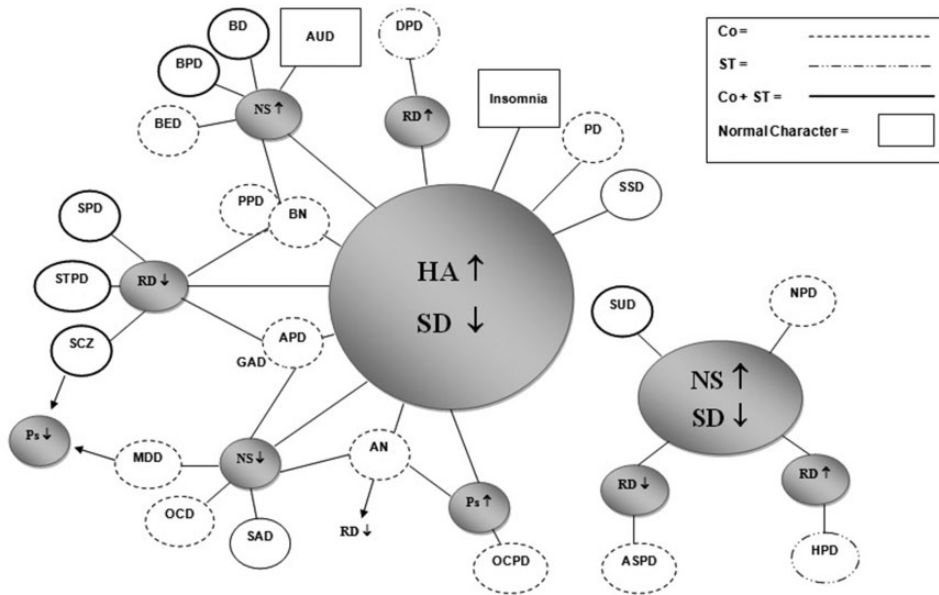 BD
AUD
DPD
BPD
NS ↑
BED
RD ↑
Insomnia
PD
Co =
ST =
Co + ST =
Normal Character =
SSD
PPD
BN
SPD
STPD
RD ↓
SCZ
HA ↑
SD ↓
APD
GAD
SUD
NPD
NS ↑
SD ↓
Ps ↓
MDD
NS ↓
AN
OCD
SAD
RD ↓
Ps ↑
OCPD
RD ↓
RD ↑
ASPD
HPD